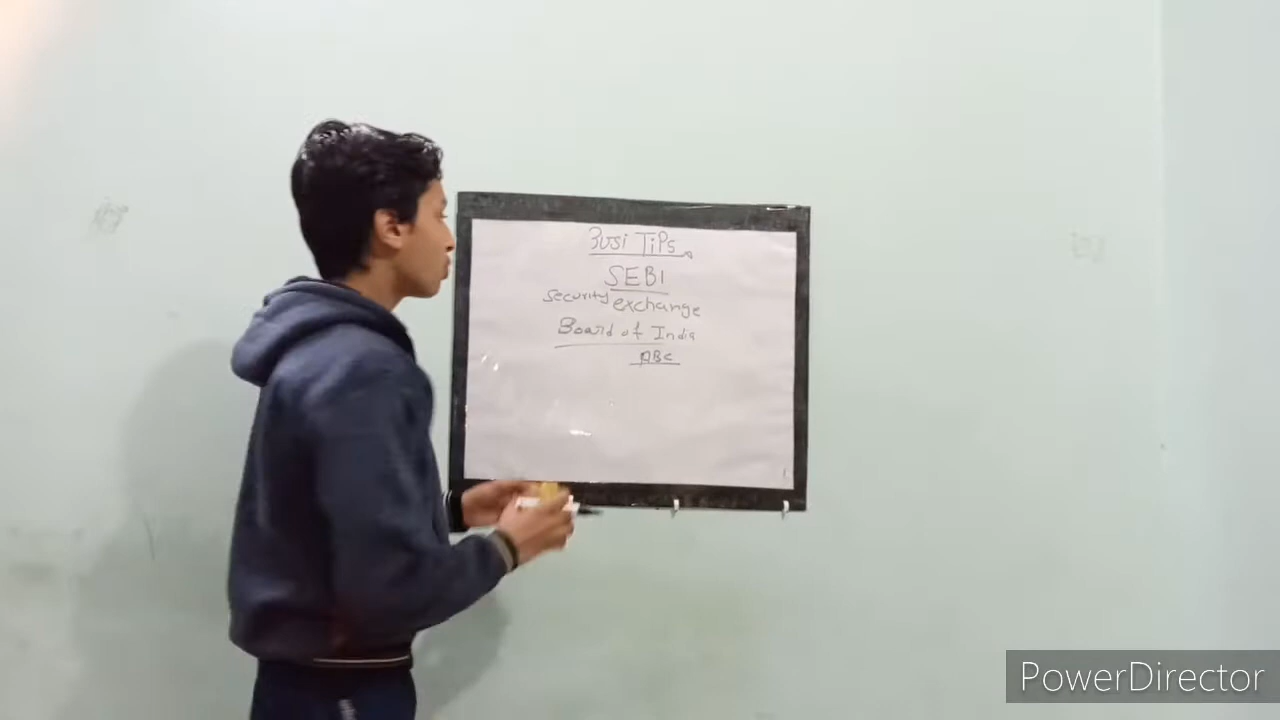 Busi TiPs
SEBI
security exchange
Board of India
ABC
PowerDirector